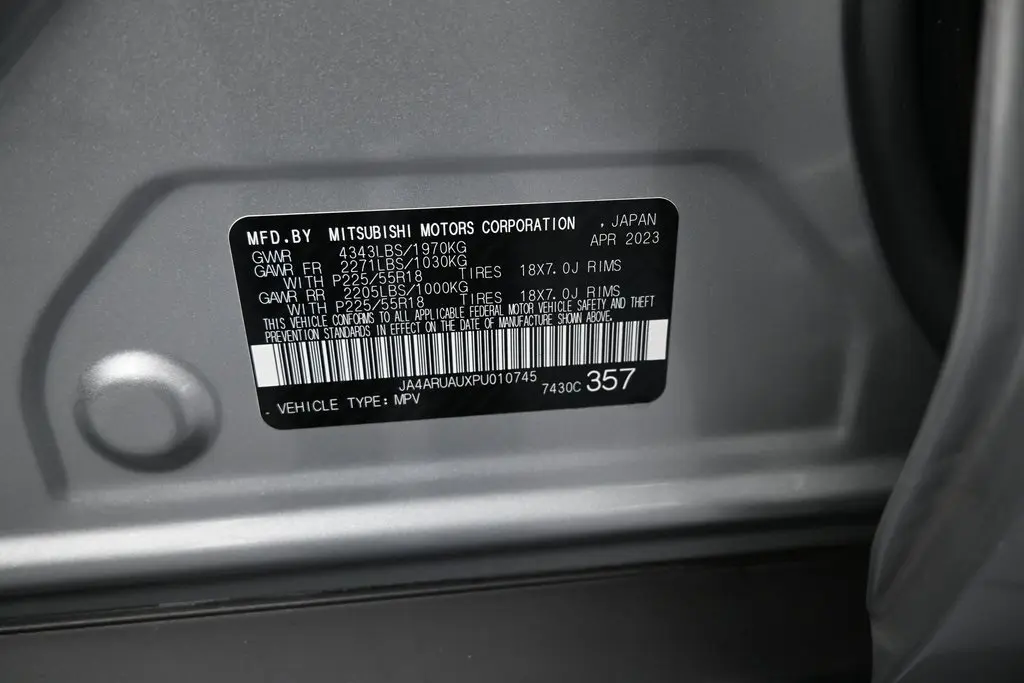 MFD.BY MITSUBISHI MOTORS CORPORATION , JAPAN
GWR 4343LBS/1970KG APR 2023
GAWR FR 2271LBS/1030KG
WITH P225/55R18 TIRES 18X7.0J RIMS
GAWR RR 2205LBS/1000KG
WITH P225/55R18 TIRES 18X7.0J RIMS
THIS VEHICLE CONFORMS TO ALL APPLICABLE FEDERAL MOTOR VEHICLE SAFETY AND THEFT
PREVENTION STANDARDS IN EFFECT ON THE DATE OF MANUFACTURE SHOWN ABOVE.
JA4ARUAUXPU010745
VEHICLE TYPE: MPV 7430C 357